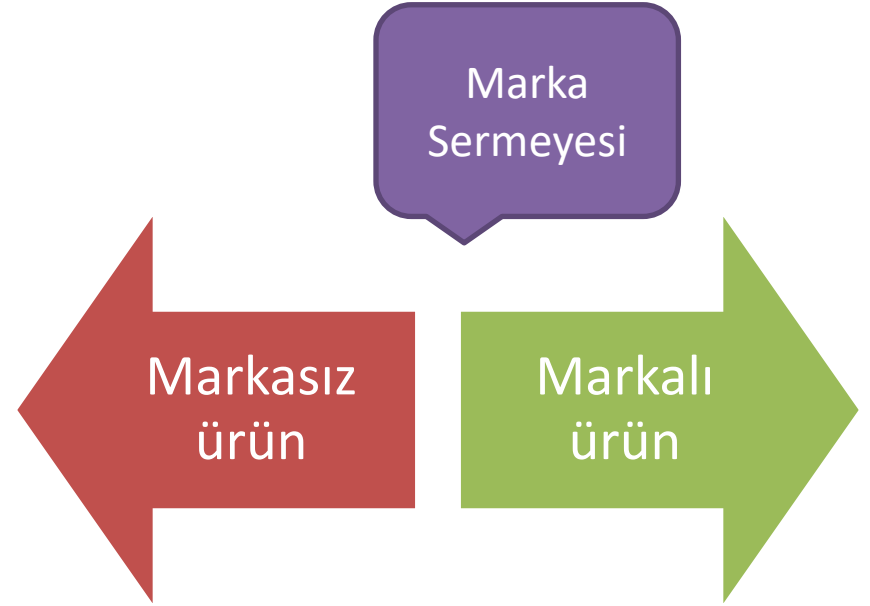 Marka
Sermeyesi
Markasız
ürün
Markalı
ürün